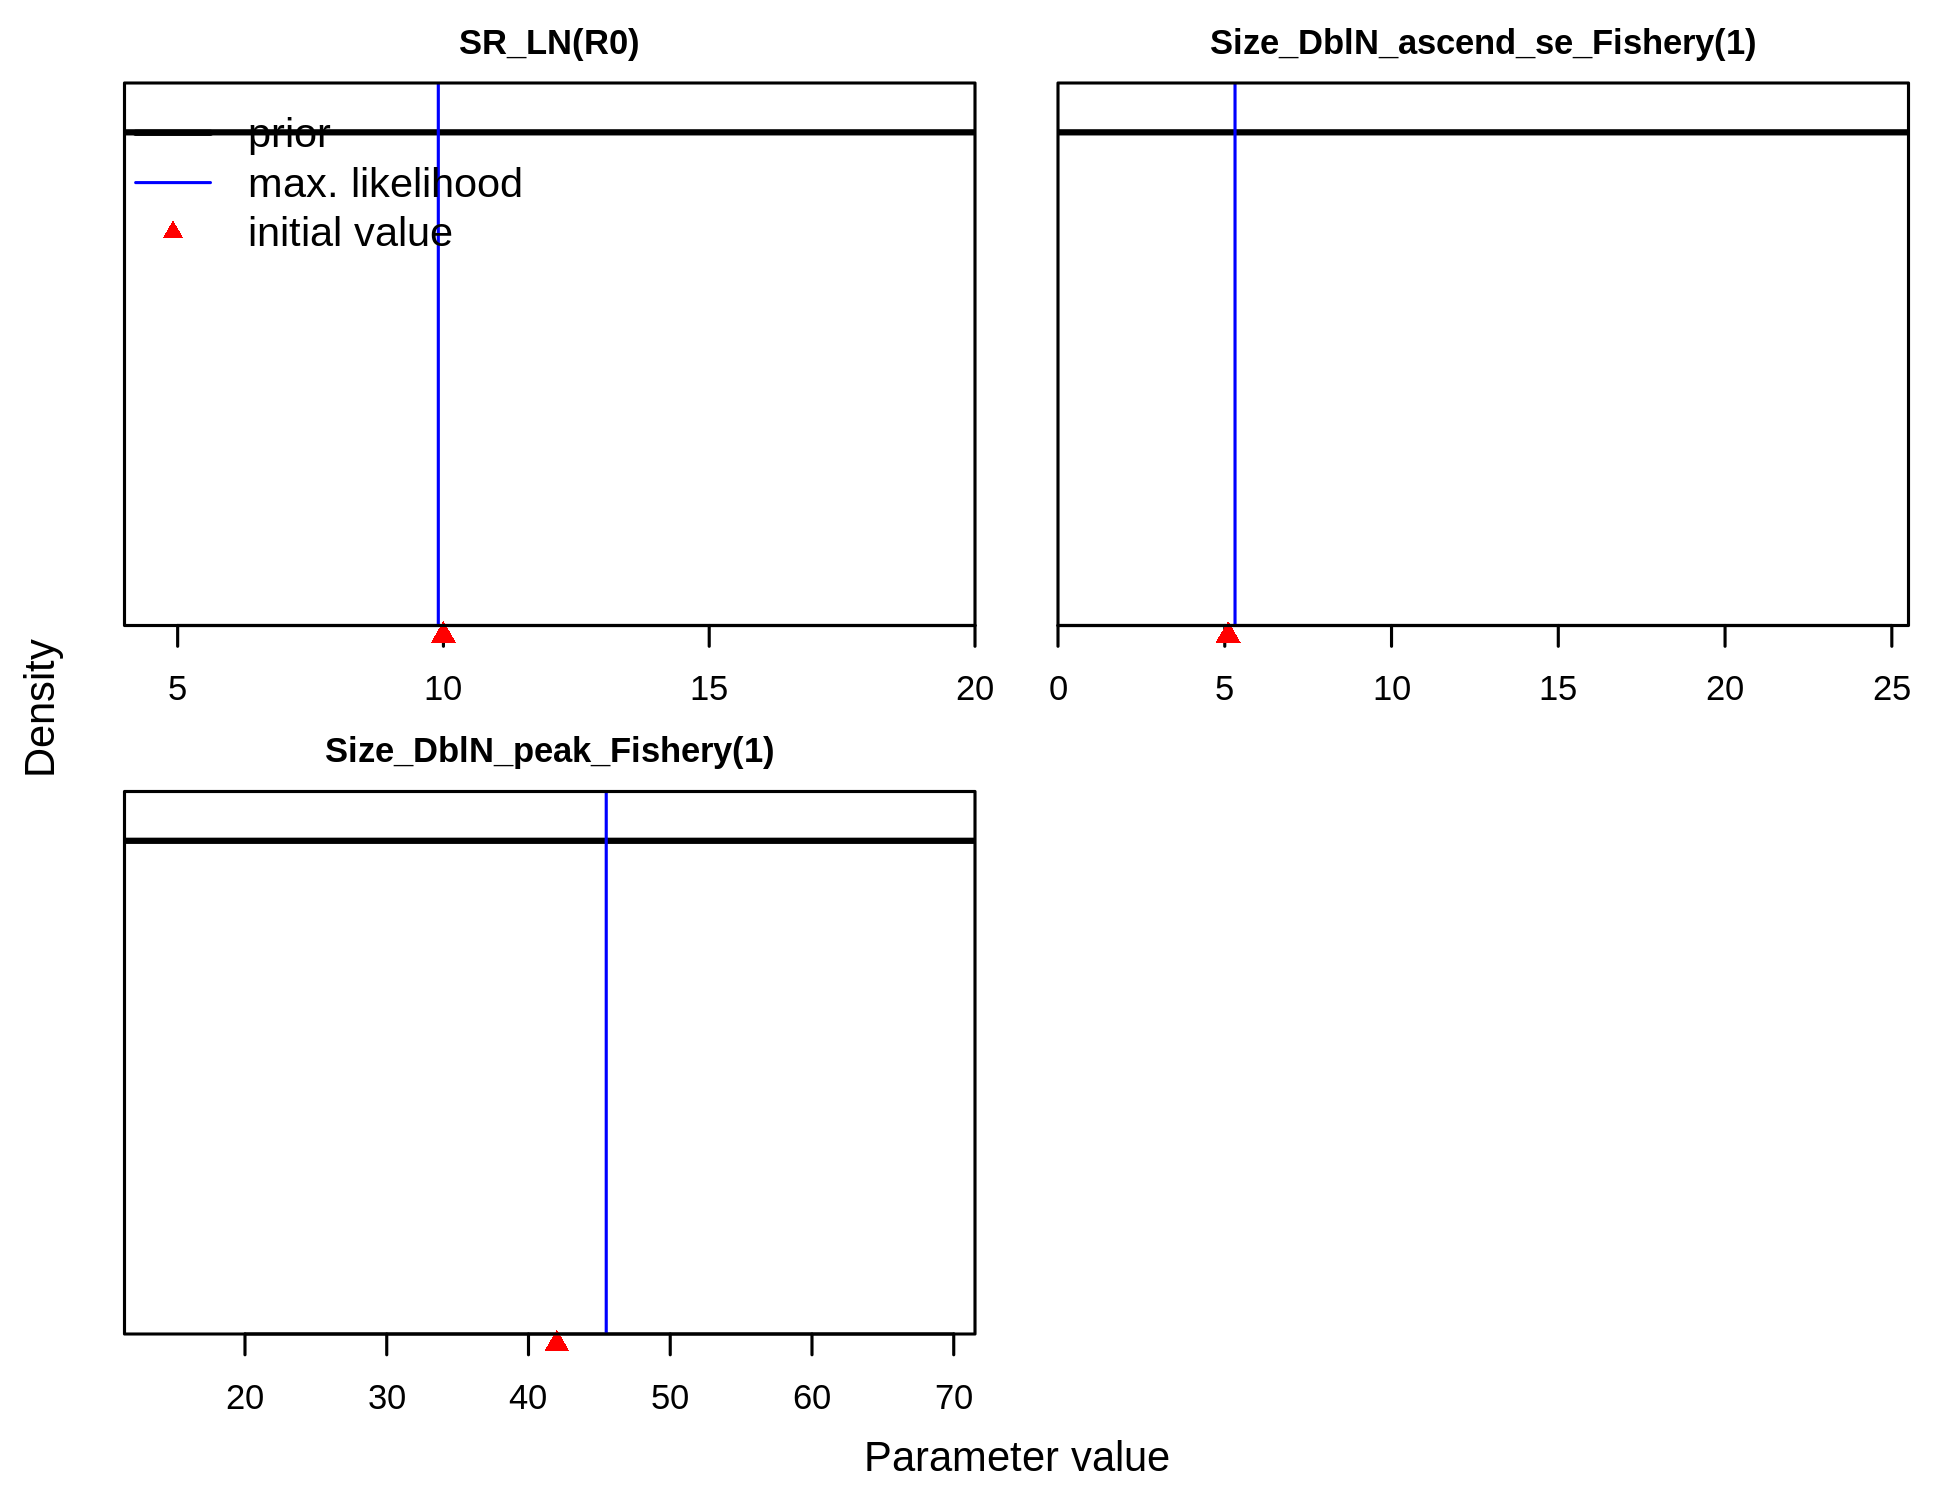 SR_LN(R0)
prior
max. likelihood
initial value
5 10 15 20
Size_DblN_ascend_se_Fishery(1)
0 5 10 15 20 25
Density
Size_DblN_peak_Fishery(1)
20 30 40 50 60 70
Parameter value